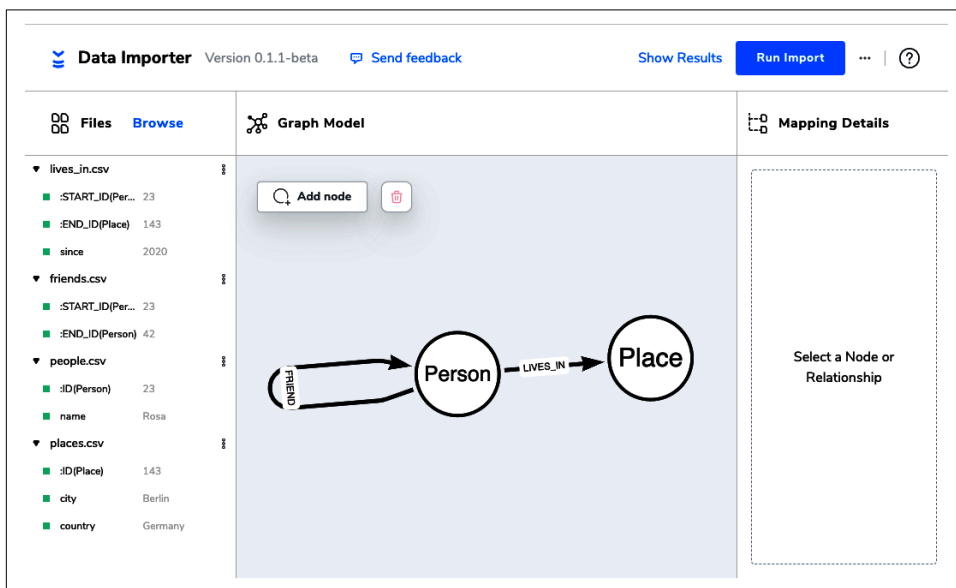 Data Importer Version 0.1.1-beta Send feedback Show Results Run Import ... ?
Files Browse
Graph Model
Mapping Details
lives_in.csv
:START_ID(Per... 23
:END_ID(Place) 143
since 2020
friends.csv
:START_ID(Per... 23
:END_ID(Person) 42
people.csv
:ID(Person) 23
name Rosa
places.csv
:ID(Place) 143
city Berlin
country Germany
Add node
FRIEND
Person
LIVES_IN
Place
Select a Node or
Relationship